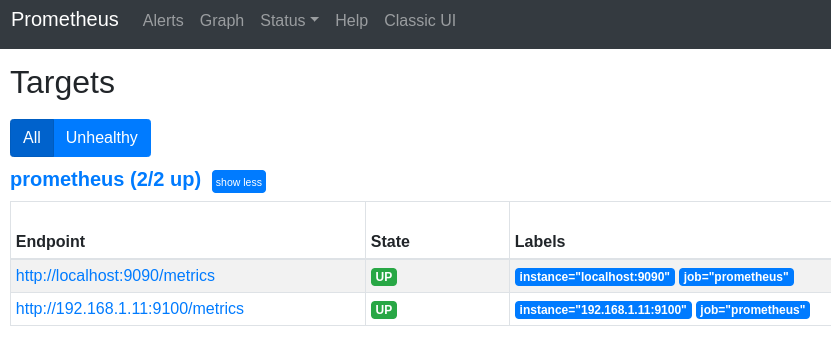 Prometheus Alerts Graph Status Help Classic UI
Targets
All Unhealthy
prometheus (2/2 up) show less
Endpoint State Labels
http://localhost:9090/metrics UP instance="localhost:9090" job="prometheus"
http://192.168.1.11:9100/metrics UP instance="192.168.1.11:9100" job="prometheus"